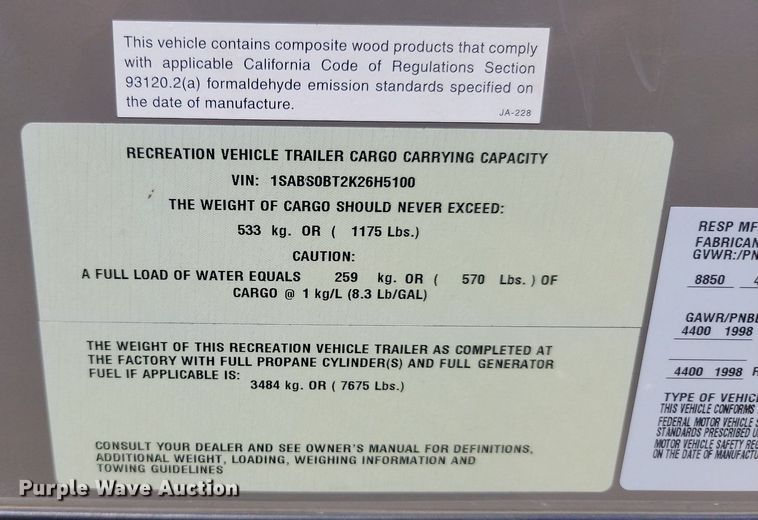 This vehicle contains composite wood products that comply
with applicable California Code of Regulations Section
93120.2(a) formaldehyde emission standards specified on
the date of manufacture.
JA-228
RECREATION VEHICLE TRAILER CARGO CARRYING CAPACITY
VIN: 1SABS0BT2K26H5100
THE WEIGHT OF CARGO SHOULD NEVER EXCEED:
533 kg. OR ( 1175 Lbs.)
CAUTION:
A FULL LOAD OF WATER EQUALS 259 kg. OR ( 570 Lbs. ) OF
CARGO @ 1 kg/L (8.3 Lb/GAL)
THE WEIGHT OF THIS RECREATION VEHICLE TRAILER AS COMPLETED AT
THE FACTORY WITH FULL PROPANE CYLINDER(S) AND FULL GENERATOR
FUEL IF APPLICABLE IS:
3484 kg. OR ( 7675 Lbs.)
CONSULT YOUR DEALER AND SEE OWNER'S MANUAL FOR DEFINITIONS,
ADDITIONAL WEIGHT, LOADING, WEIGHING INFORMATION AND
TOWING GUIDELINES
RESP MF
FABRICAN
GVWR:/PN
8850 4
GAWR/PNB
4400 1998
4400 1998
TYPE OF VEHIC
THIS VEHICLE CONFORMS
FEDERAL MOTOR VEHICLE S
STANDARDS PRESCRIBED U
MOTOR VEHICLE SAFETY RE
ON THE DATE OF MANUFACTU
Purple Wave Auction